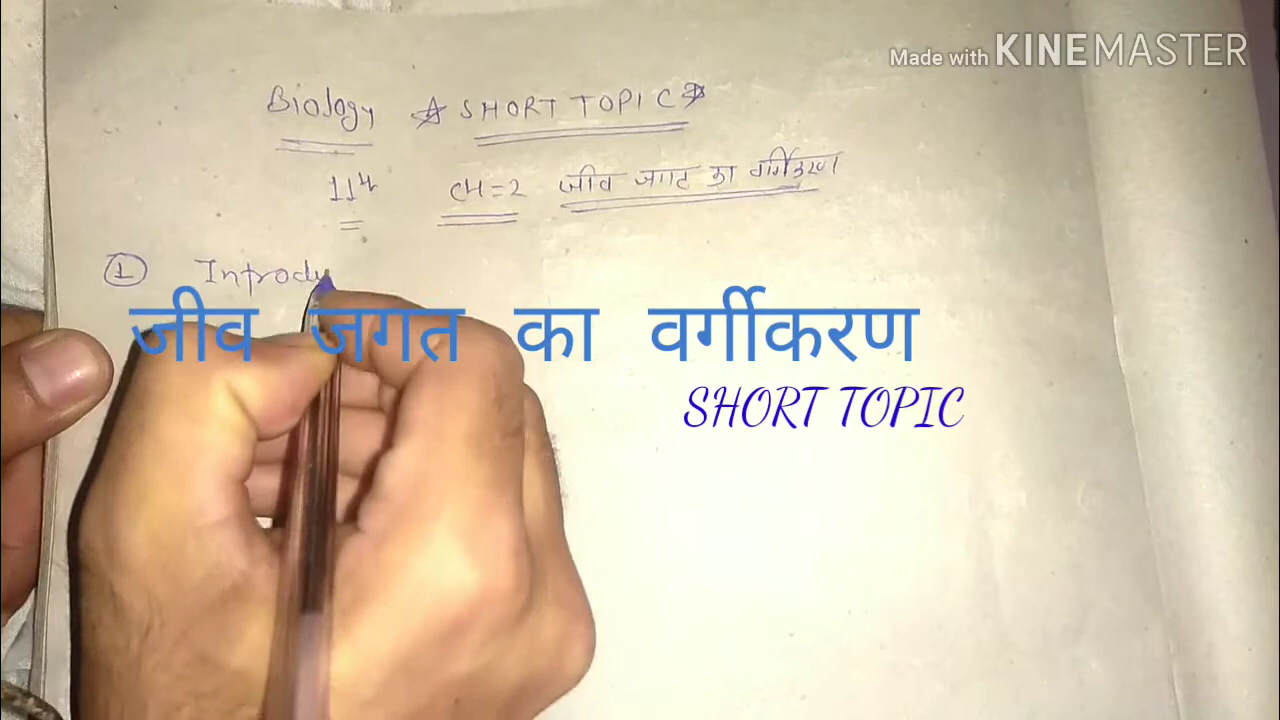 Made with KINEMASTER
Biology ☆ SHORT TOPIC ☆
11th CH=2 जीव जगत का वर्गीकरण
① Introdu
जीव जगत का वर्गीकरण
SHORT TOPIC